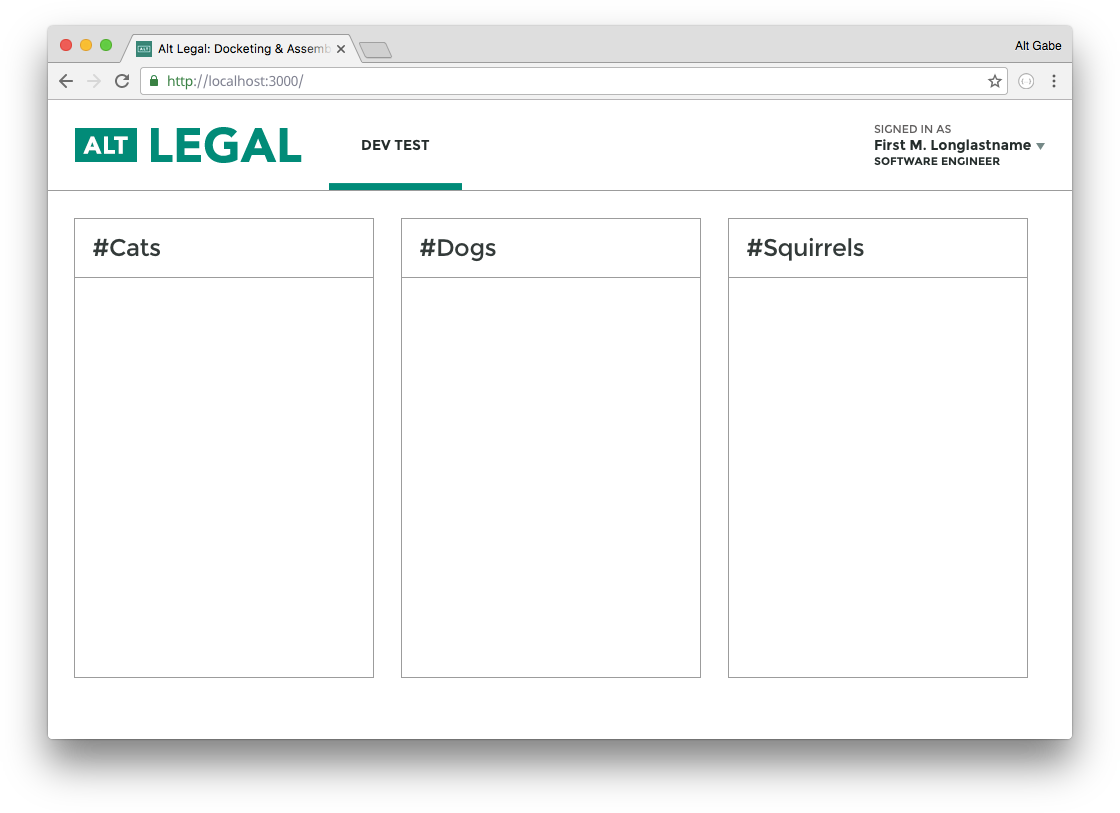 Alt Legal: Docketing & Assemb
Alt Gabe
http://localhost:3000/
ALT LEGAL
DEV TEST
SIGNED IN AS
First M. Longlastname
SOFTWARE ENGINEER
#Cats
#Dogs
#Squirrels